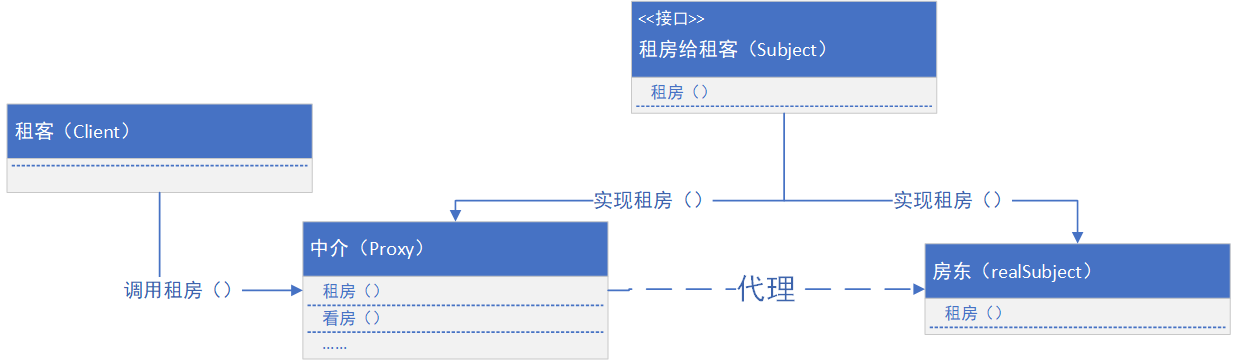 <<接口>>
租房给租客（Subject）
租房（）
租客（Client）
实现租房（）
实现租房（）
中介（Proxy）
租房（）
看房（）
……
调用租房（）
代理
房东（realSubject）
租房（）